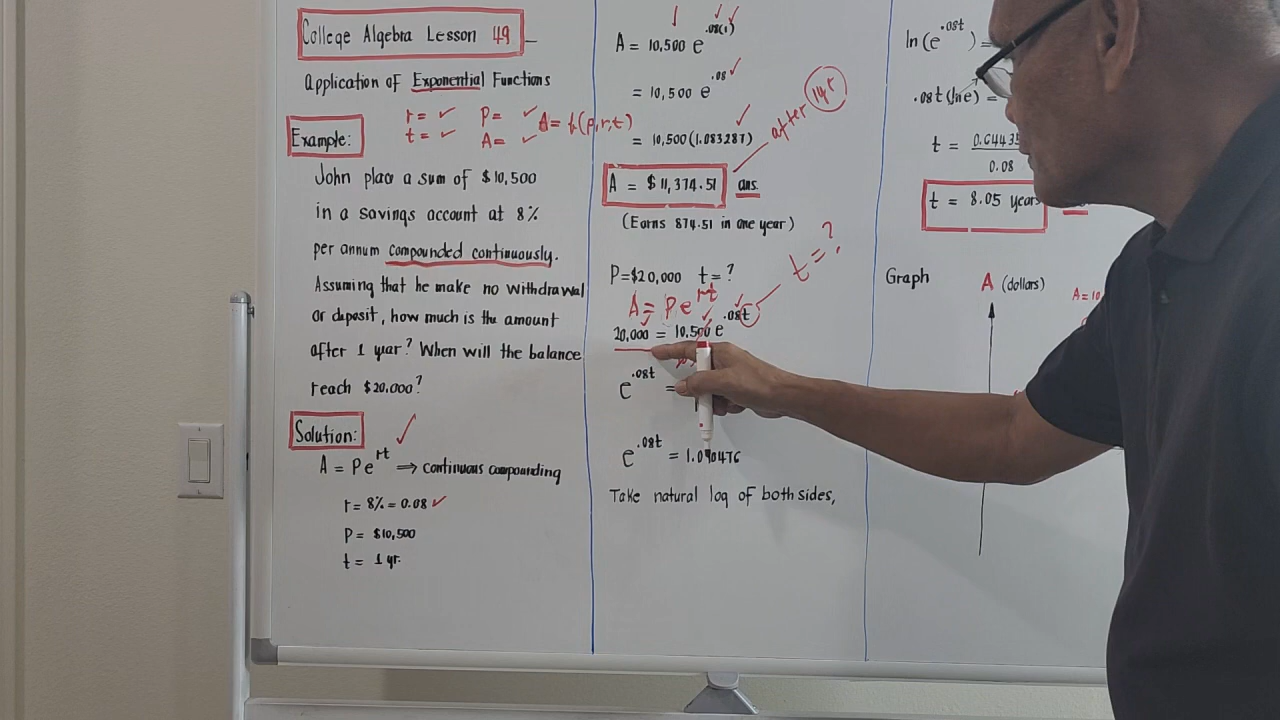 College Algebra Lesson 49
Application of Exponential Functions
r = ✓ P = ✓ A = f(p,r,t)
t = ✓ A = ✓
Example:
John place a sum of $10,500
in a savings account at 8%
per annum compounded continuously.
Assuming that he make no withdrawal
or deposit, how much is the amount
after 1 year? When will the balance
reach $20,000?
Solution: ✓
A = Pe^rt ⟹ continuous compounding
r = 8% = 0.08 ✓
P = $10,500
t = 1 yr.
A = 10,500 e^.08(1)
= 10,500 e^.08
= 10,500 (1.083287)
after 1yr
A = $11,374.51 ans.
(Earns 874.51 in one year)
t = ?
P=$20,000 t = ?
A = Pe^rt
20,000 = 10,500 e^.08t
e^.08t =
e^.08t = 1.090476
Take natural log of both sides,
ln(e^.08t) =
.08t (ln e) =
t = 0.6443
0.08
t = 8.05 years
Graph A (dollars)
A = 10